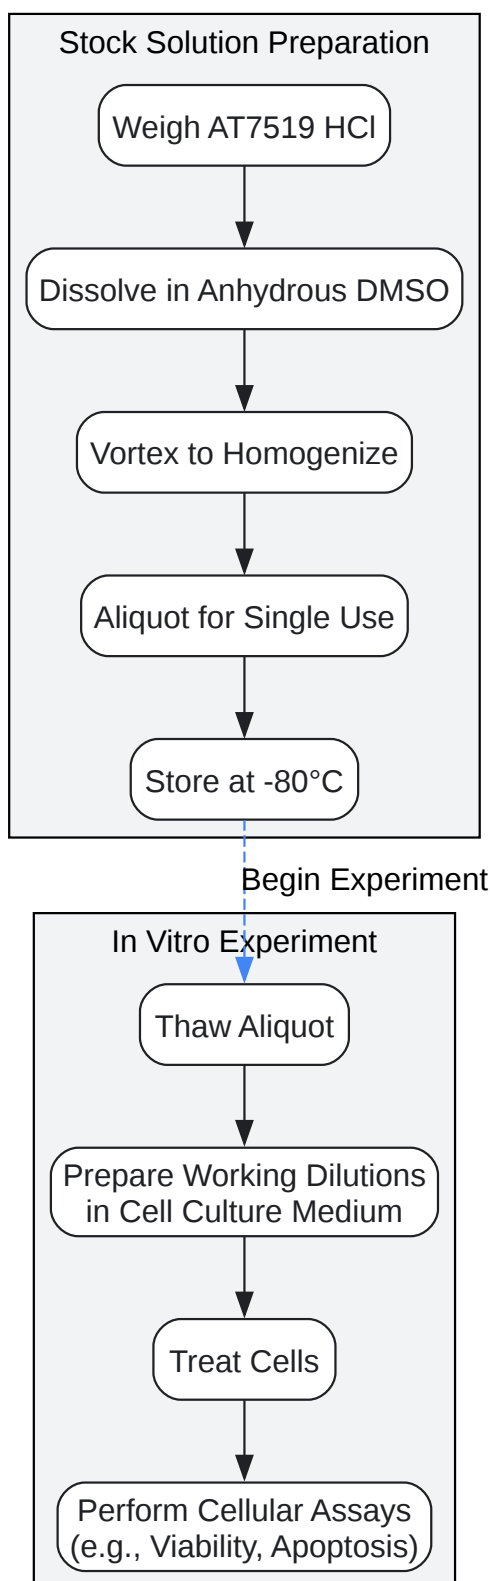 Stock Solution Preparation
Weigh AT7519 HCl
Dissolve in Anhydrous DMSO
Vortex to Homogenize
Aliquot for Single Use
Store at -80°C
Begin Experiment
In Vitro Experiment
Thaw Aliquot
Prepare Working Dilutions
in Cell Culture Medium
Treat Cells
Perform Cellular Assays
(e.g., Viability, Apoptosis)